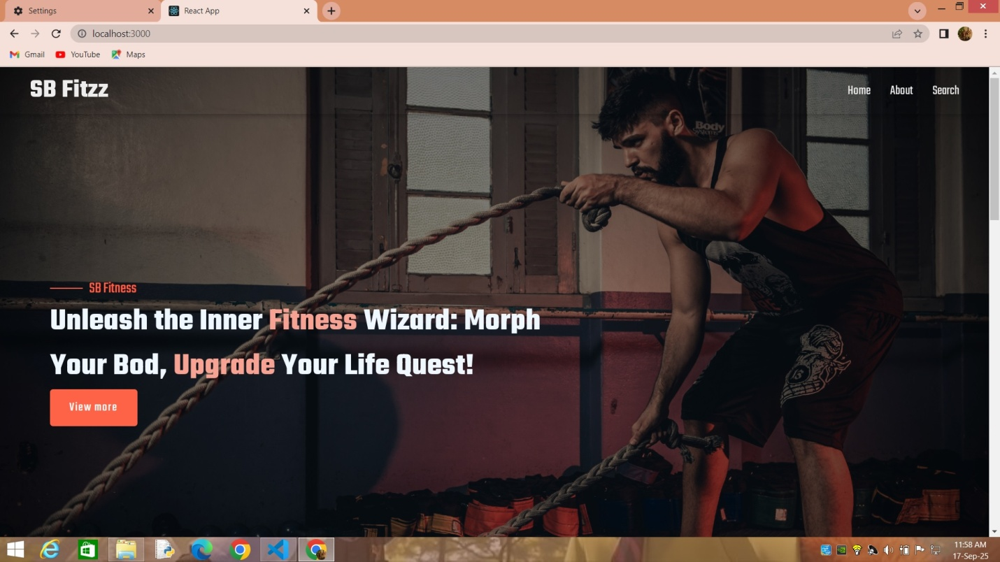 Settings
React App
localhost:3000
Gmail YouTube Maps
SB Fitzz
Home About Search
Body
SB Fitness
Unleash the Inner Fitness Wizard: Morph
Your Bod, Upgrade Your Life Quest!
View more
13
11:58 AM
17-Sep-25